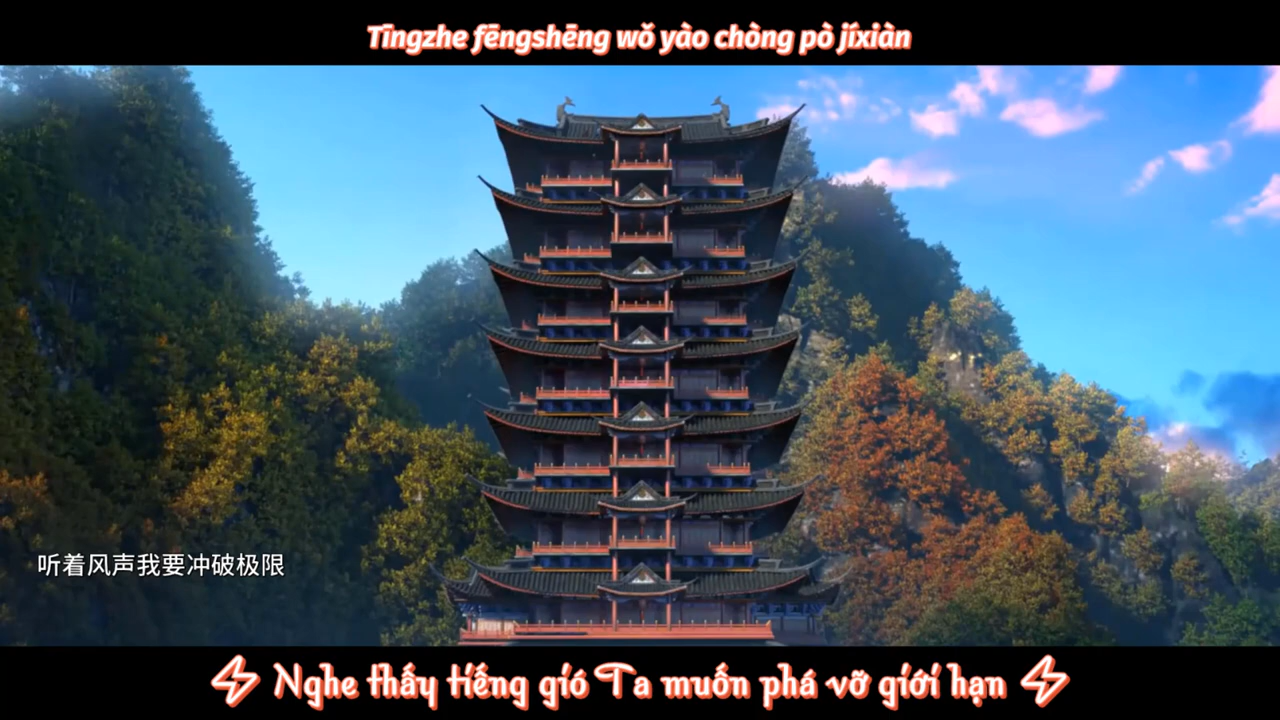 Tīngzhe fēngshēng wǒ yào chòng pò jíxiàn
听着风声我要冲破极限
Nghe thấy tiếng gió Ta muốn phá vỡ giới hạn